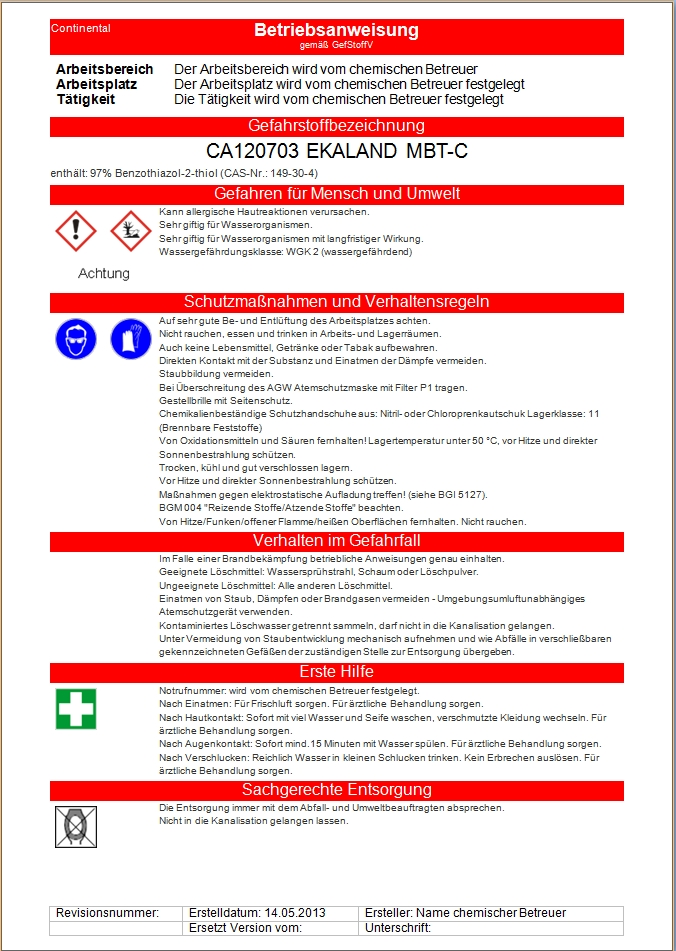 Continental
Betriebsanweisung
gemäß GefStoffV
Arbeitsbereich Der Arbeitsbereich wird vom chemischen Betreuer
Arbeitsplatz Der Arbeitsplatz wird vom chemischen Betreuer festgelegt
Tätigkeit Die Tätigkeit wird vom chemischen Betreuer festgelegt
Gefahrstoffbezeichnung
CA120703 EKALAND MBT-C
enthält: 97% Benzothiazol-2-thiol (CAS-Nr.: 149-30-4)
Gefahren für Mensch und Umwelt
Kann allergische Hautreaktionen verursachen.
Sehr giftig für Wasserorganismen.
Sehr giftig für Wasserorganismen mit langfristiger Wirkung.
Wassergefährdungsklasse: WGK 2 (wassergefährdend)
Achtung
Schutzmaßnahmen und Verhaltensregeln
Auf sehr gute Be- und Entlüftung des Arbeitsplatzes achten.
Nicht rauchen, essen und trinken in Arbeits- und Lagerräumen.
Auch keine Lebensmittel, Getränke oder Tabak aufbewahren.
Direkten Kontakt mit der Substanz und Einatmen der Dämpfe vermeiden.
Staubbildung vermeiden.
Bei Überschreitung des AGW Atemschutzmaske mit Filter P1 tragen.
Gestellbrille mit Seitenschutz.
Chemikalienbeständige Schutzhandschuhe aus: Nitril- oder Chloroprenkautschuk Lagerklasse: 11
(Brennbare Feststoffe)
Von Oxidationsmitteln und Säuren fernhalten! Lagertemperatur unter 50 °C, vor Hitze und direkter
Sonnenbestrahlung schützen.
Trocken, kühl und gut verschlossen lagern.
Vor Hitze und direkter Sonnenbestrahlung schützen.
Maßnahmen gegen elektrostatische Aufladung treffen! (siehe BGI 5127).
BGM 004 "Reizende Stoffe/Atzende Stoffe" beachten.
Von Hitze/Funken/offener Flamme/heißen Oberflächen fernhalten. Nicht rauchen.
Verhalten im Gefahrfall
Im Falle einer Brandbekämpfung betriebliche Anweisungen genau einhalten.
Geeignete Löschmittel: Wassersprühstrahl, Schaum oder Löschpulver.
Ungeeignete Löschmittel: Alle anderen Löschmittel.
Einatmen von Staub, Dämpfen oder Brandgasen vermeiden - Umgebungsumluftunabhängiges
Atemschutzgerät verwenden.
Kontaminiertes Löschwasser getrennt sammeln, darf nicht in die Kanalisation gelangen.
Unter Vermeidung von Staubentwicklung mechanisch aufnehmen und wie Abfälle in verschließbaren
gekennzeichneten Gefäßen der zuständigen Stelle zur Entsorgung übergeben.
Erste Hilfe
Notrufnummer: wird vom chemischen Betreuer festgelegt.
Nach Einatmen: Für Frischluft sorgen. Für ärztliche Behandlung sorgen.
Nach Hautkontakt: Sofort mit viel Wasser und Seife waschen, verschmutzte Kleidung wechseln. Für
ärztliche Behandlung sorgen.
Nach Augenkontakt: Sofort mind. 15 Minuten mit Wasser spülen. Für ärztliche Behandlung sorgen.
Nach Verschlucken: Reichlich Wasser in kleinen Schlucken trinken. Kein Erbrechen auslösen. Für
ärztliche Behandlung sorgen.
Sachgerechte Entsorgung
Die Entsorgung immer mit dem Abfall- und Umweltbeauftragten absprechen.
Nicht in die Kanalisation gelangen lassen.
Revisionsnummer: Erstelldatum: 14.05.2013 Ersteller: Name chemischer Betreuer
Ersetzt Version vom: Unterschrift: